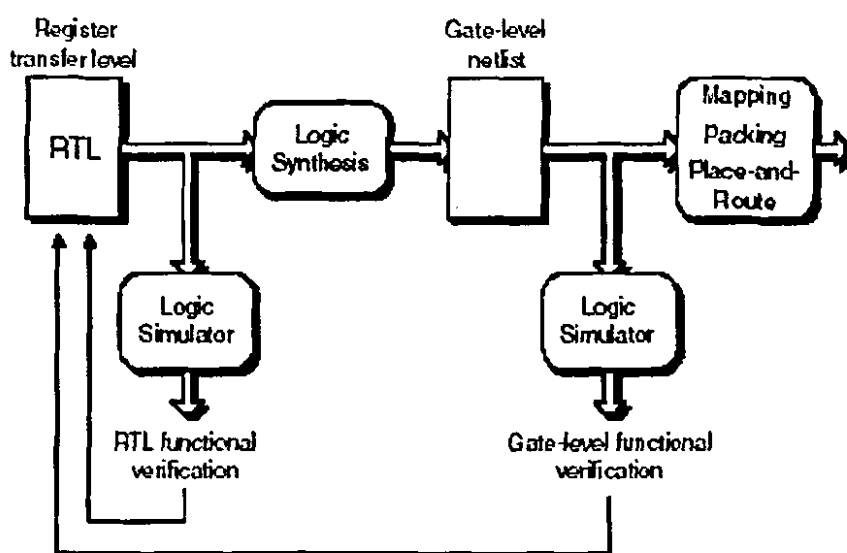 Register
transfer level
RTL
Logic
Synthesis
Gate-level
netlist
Mapping
Packing
Place-and-
Route
Logic
Simulator
RTL functional
verification
Logic
Simulator
Gate-level functional
verification